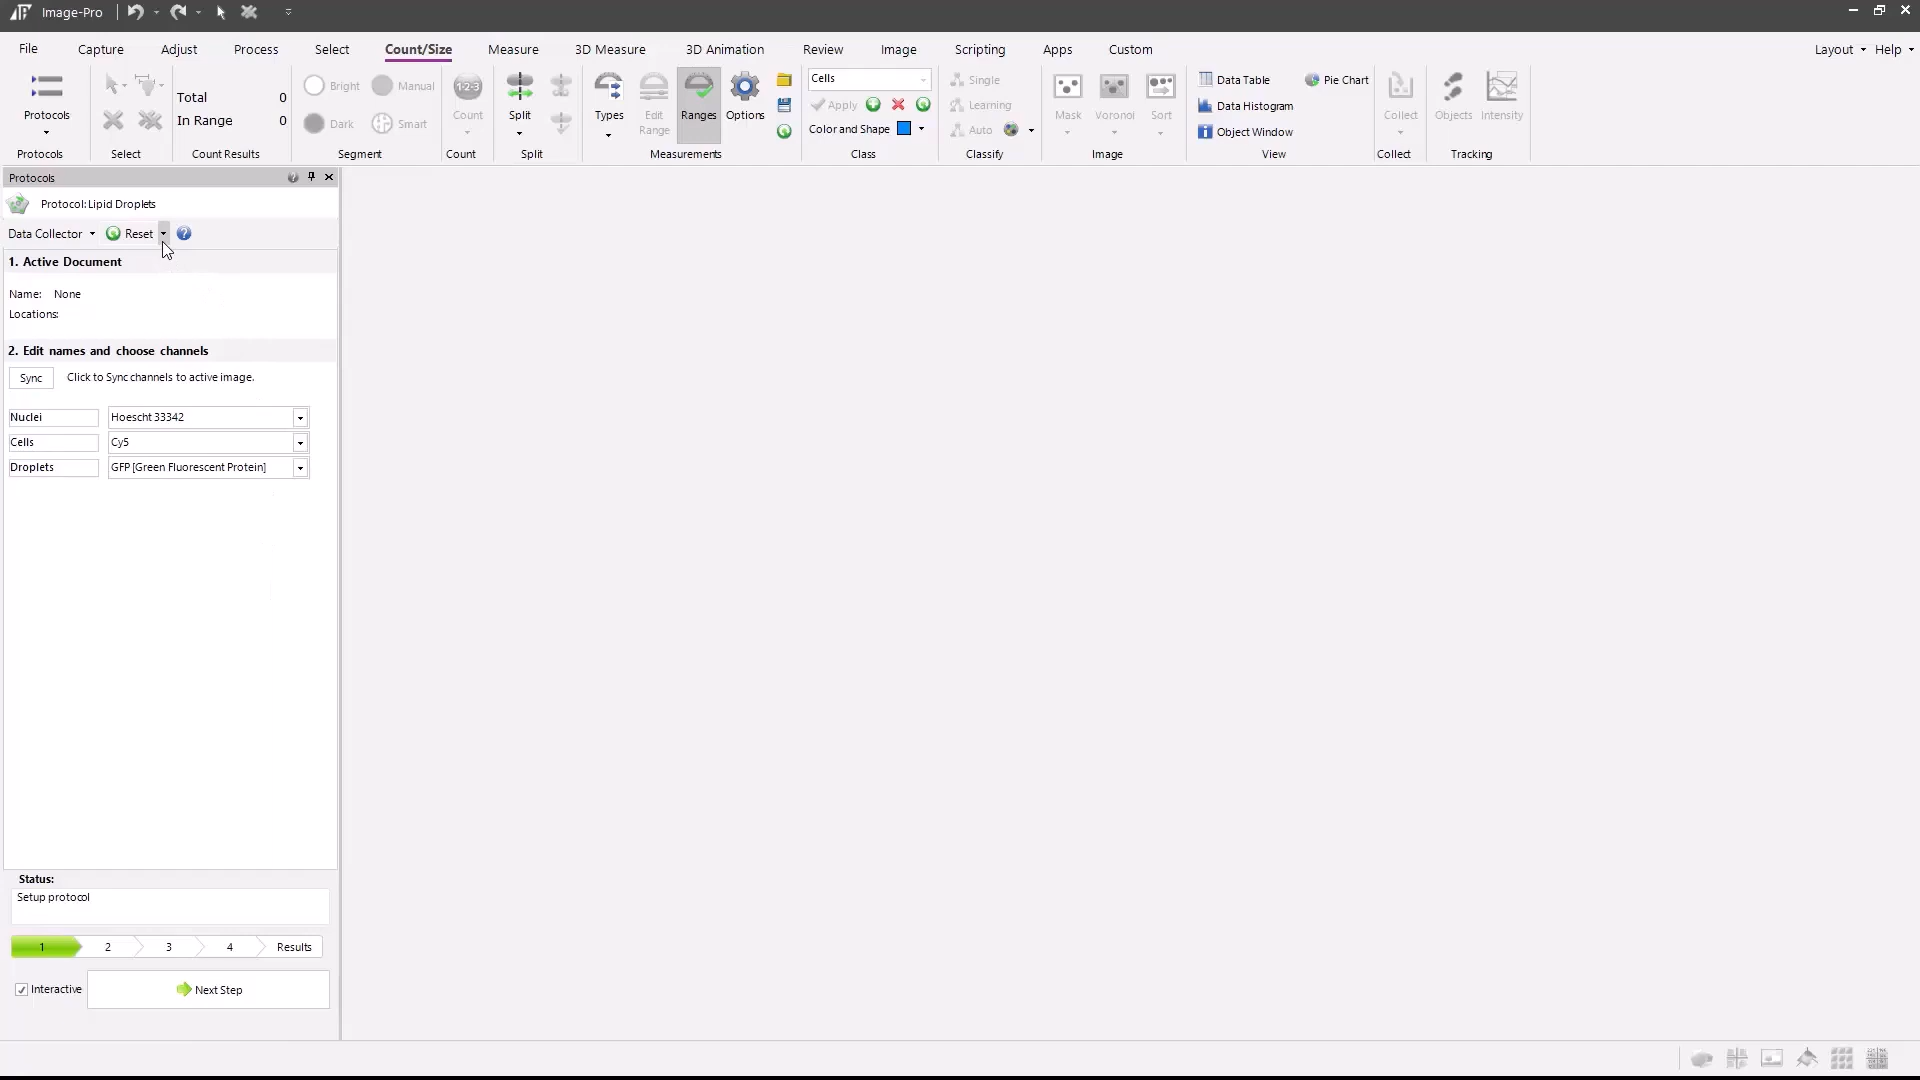 Image-Pro
File Capture Adjust Process Select Count/Size Measure 3D Measure 3D Animation Review Image Scripting Apps Custom Layout Help
Protocols
Protocols
Select
Total 0
In Range 0
Count Results
Bright Manual
Dark Smart
Segment
1-2-3
Count
Count
Split
Split
Types
Edit
Range
Ranges
Options
Measurements
Cells
Apply
Color and Shape
Class
Single
Learning
Auto
Classify
Mask
Voronoi
Sort
Image
Data Table
Pie Chart
Data Histogram
Object Window
View
Collect
Collect
Objects
Intensity
Tracking
Protocols
Protocol: Lipid Droplets
Data Collector Reset
1. Active Document
Name: None
Locations:
2. Edit names and choose channels
Sync Click to Sync channels to active image.
Nuclei Hoescht 33342
Cells Cy5
Droplets GFP [Green Fluorescent Protein]
Status:
Setup protocol
1 2 3 4 Results
Interactive Next Step